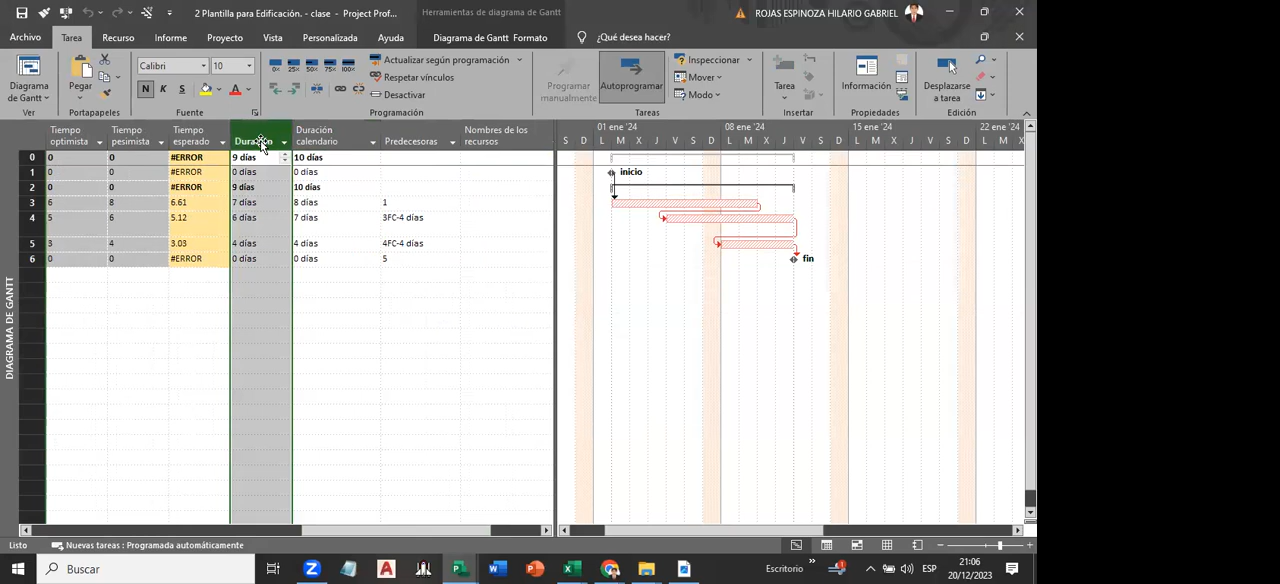 2 Plantilla para Edificación. - clase - Project Prof...
Herramientas de diagrama de Gantt
ROJAS ESPINOZA HILARIO GABRIEL
Archivo Tarea Recurso Informe Proyecto Vista Personalizada Ayuda Diagrama de Gantt Formato ¿Qué desea hacer?
Diagrama de Gantt
Ver
Pegar
Portapapeles
Calibri 10
N K S
Fuente
0% 25% 50% 75% 100%
Actualizar según programación
Respetar vínculos
Desactivar
Programación
Programar manualmente
Autoprogramar
Inspeccionar
Mover
Modo
Tareas
Tarea
Insertar
Información
Propiedades
Desplazarse a tarea
Edición
Tiempo optimista Tiempo pesimista Tiempo esperado Duración Duración calendario Predecesoras Nombres de los recursos
01 ene '24 08 ene '24 15 ene '24 22 ene '24
S D L M X J V S D L M X J V S D L M X J V S D L M X
0 0 0 #ERROR 9 días 10 días
1 0 0 #ERROR 0 días 0 días
2 0 0 #ERROR 9 días 10 días
3 6 8 6.61 7 días 8 días 1
4 5 6 5.12 6 días 7 días 3FC-4 días
5 3 4 3.03 4 días 4 días 4FC-4 días
6 0 0 #ERROR 0 días 0 días 5
inicio
fin
DIAGRAMA DE GANTT
Listo Nuevas tareas : Programada automáticamente
Buscar
Escritorio
ESP
21:06
20/12/2023